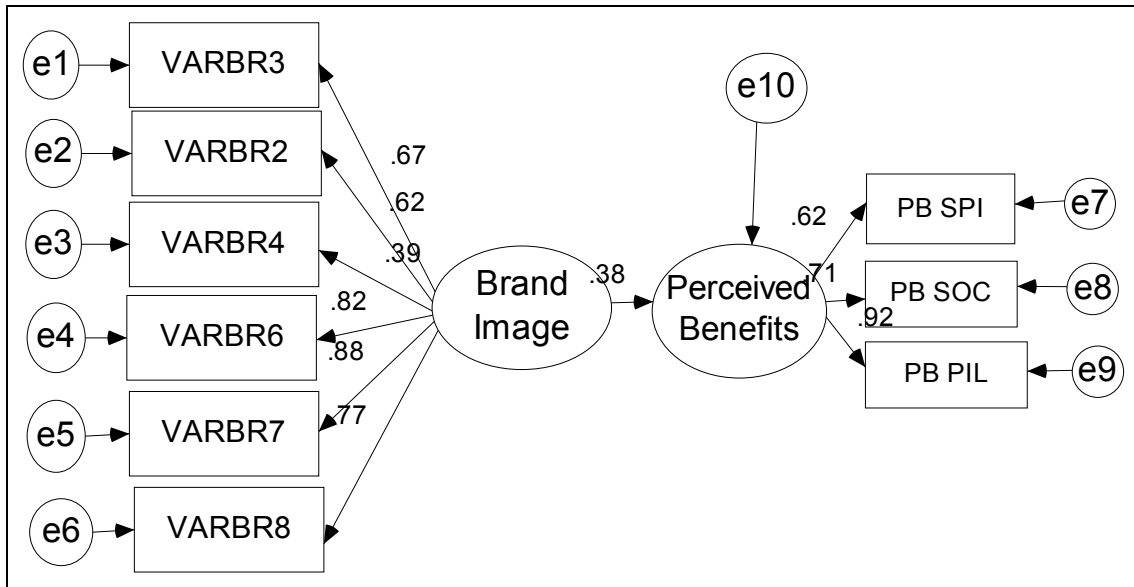 e1
VARBR3
e2
VARBR2
e3
VARBR4
e4
VARBR6
e5
VARBR7
e6
VARBR8
.67
.62
.39
.82
.88
.77
Brand
Image
.38
e10
Perceived
Benefits
.62
.71
.92
PB SPI
e7
PB SOC
e8
PB PIL
e9